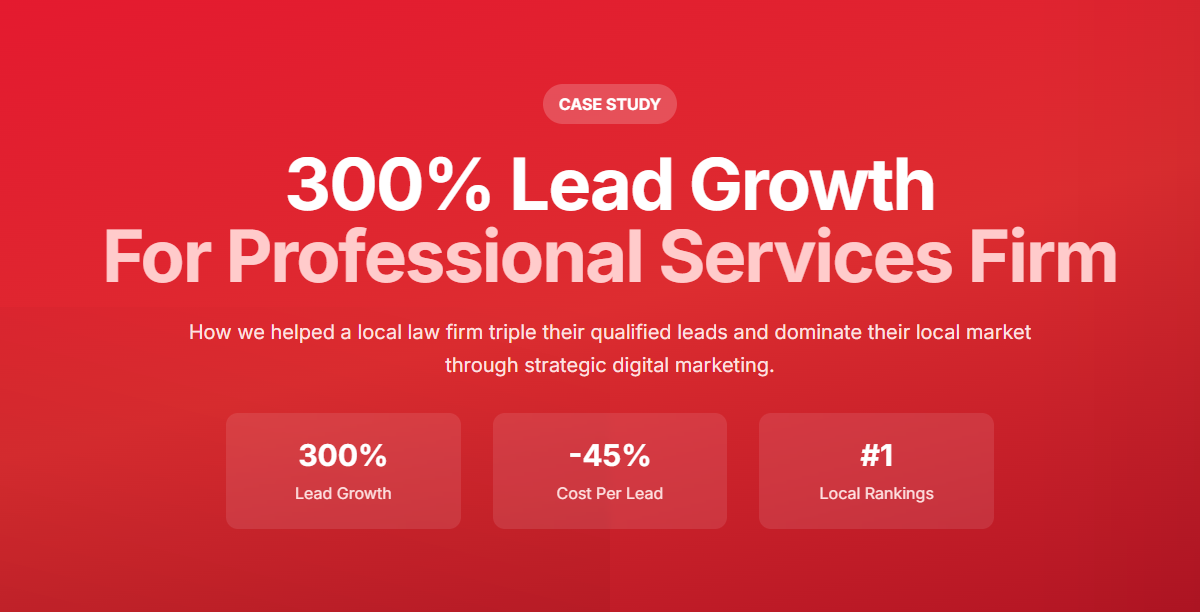 CASE STUDY
300% Lead Growth
For Professional Services Firm
How we helped a local law firm triple their qualified leads and dominate their local market
through strategic digital marketing.
300%
Lead Growth
-45%
Cost Per Lead
#1
Local Rankings